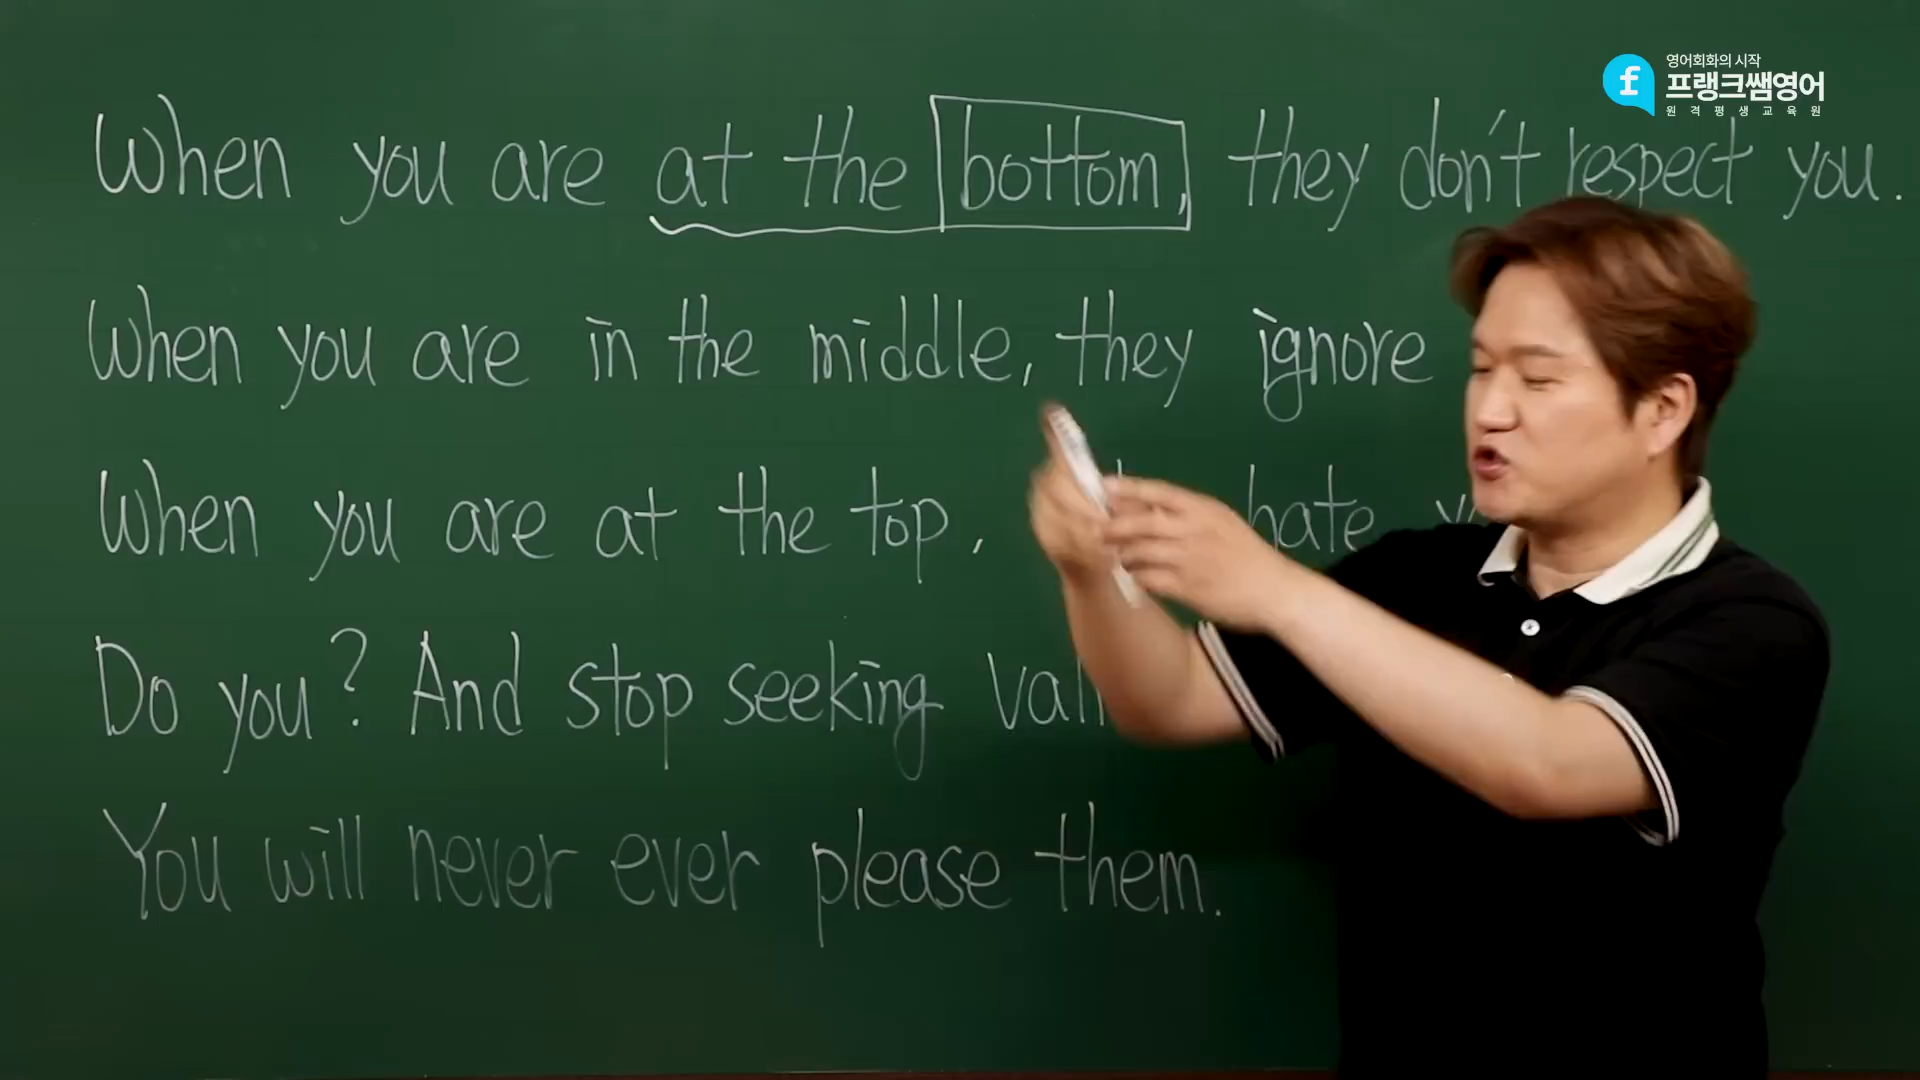 영어회화의 시작
f 프랭크쌤영어
원격평생교육원
When you are at the bottom, they don't respect you.
When you are in the middle, they ignore
When you are at the top, hate
Do you? And stop seeking
You will never ever please them.